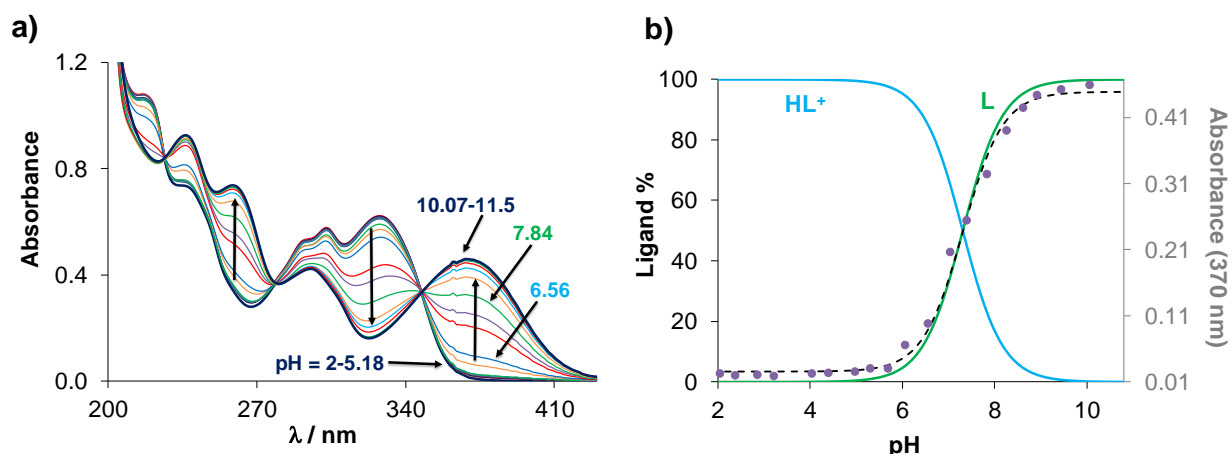 a)
1.2
0.8
0.4
0.0
Absorbance
200
270
340
410
λ / nm
10.07-11.5
7.84
6.56
pH = 2-5.18
b)
100
80
60
40
20
0
Ligand %
HL⁺
L
0.41
0.31
0.21
0.11
0.01
Absorbance (370 nm)
2
4
6
8
10
pH